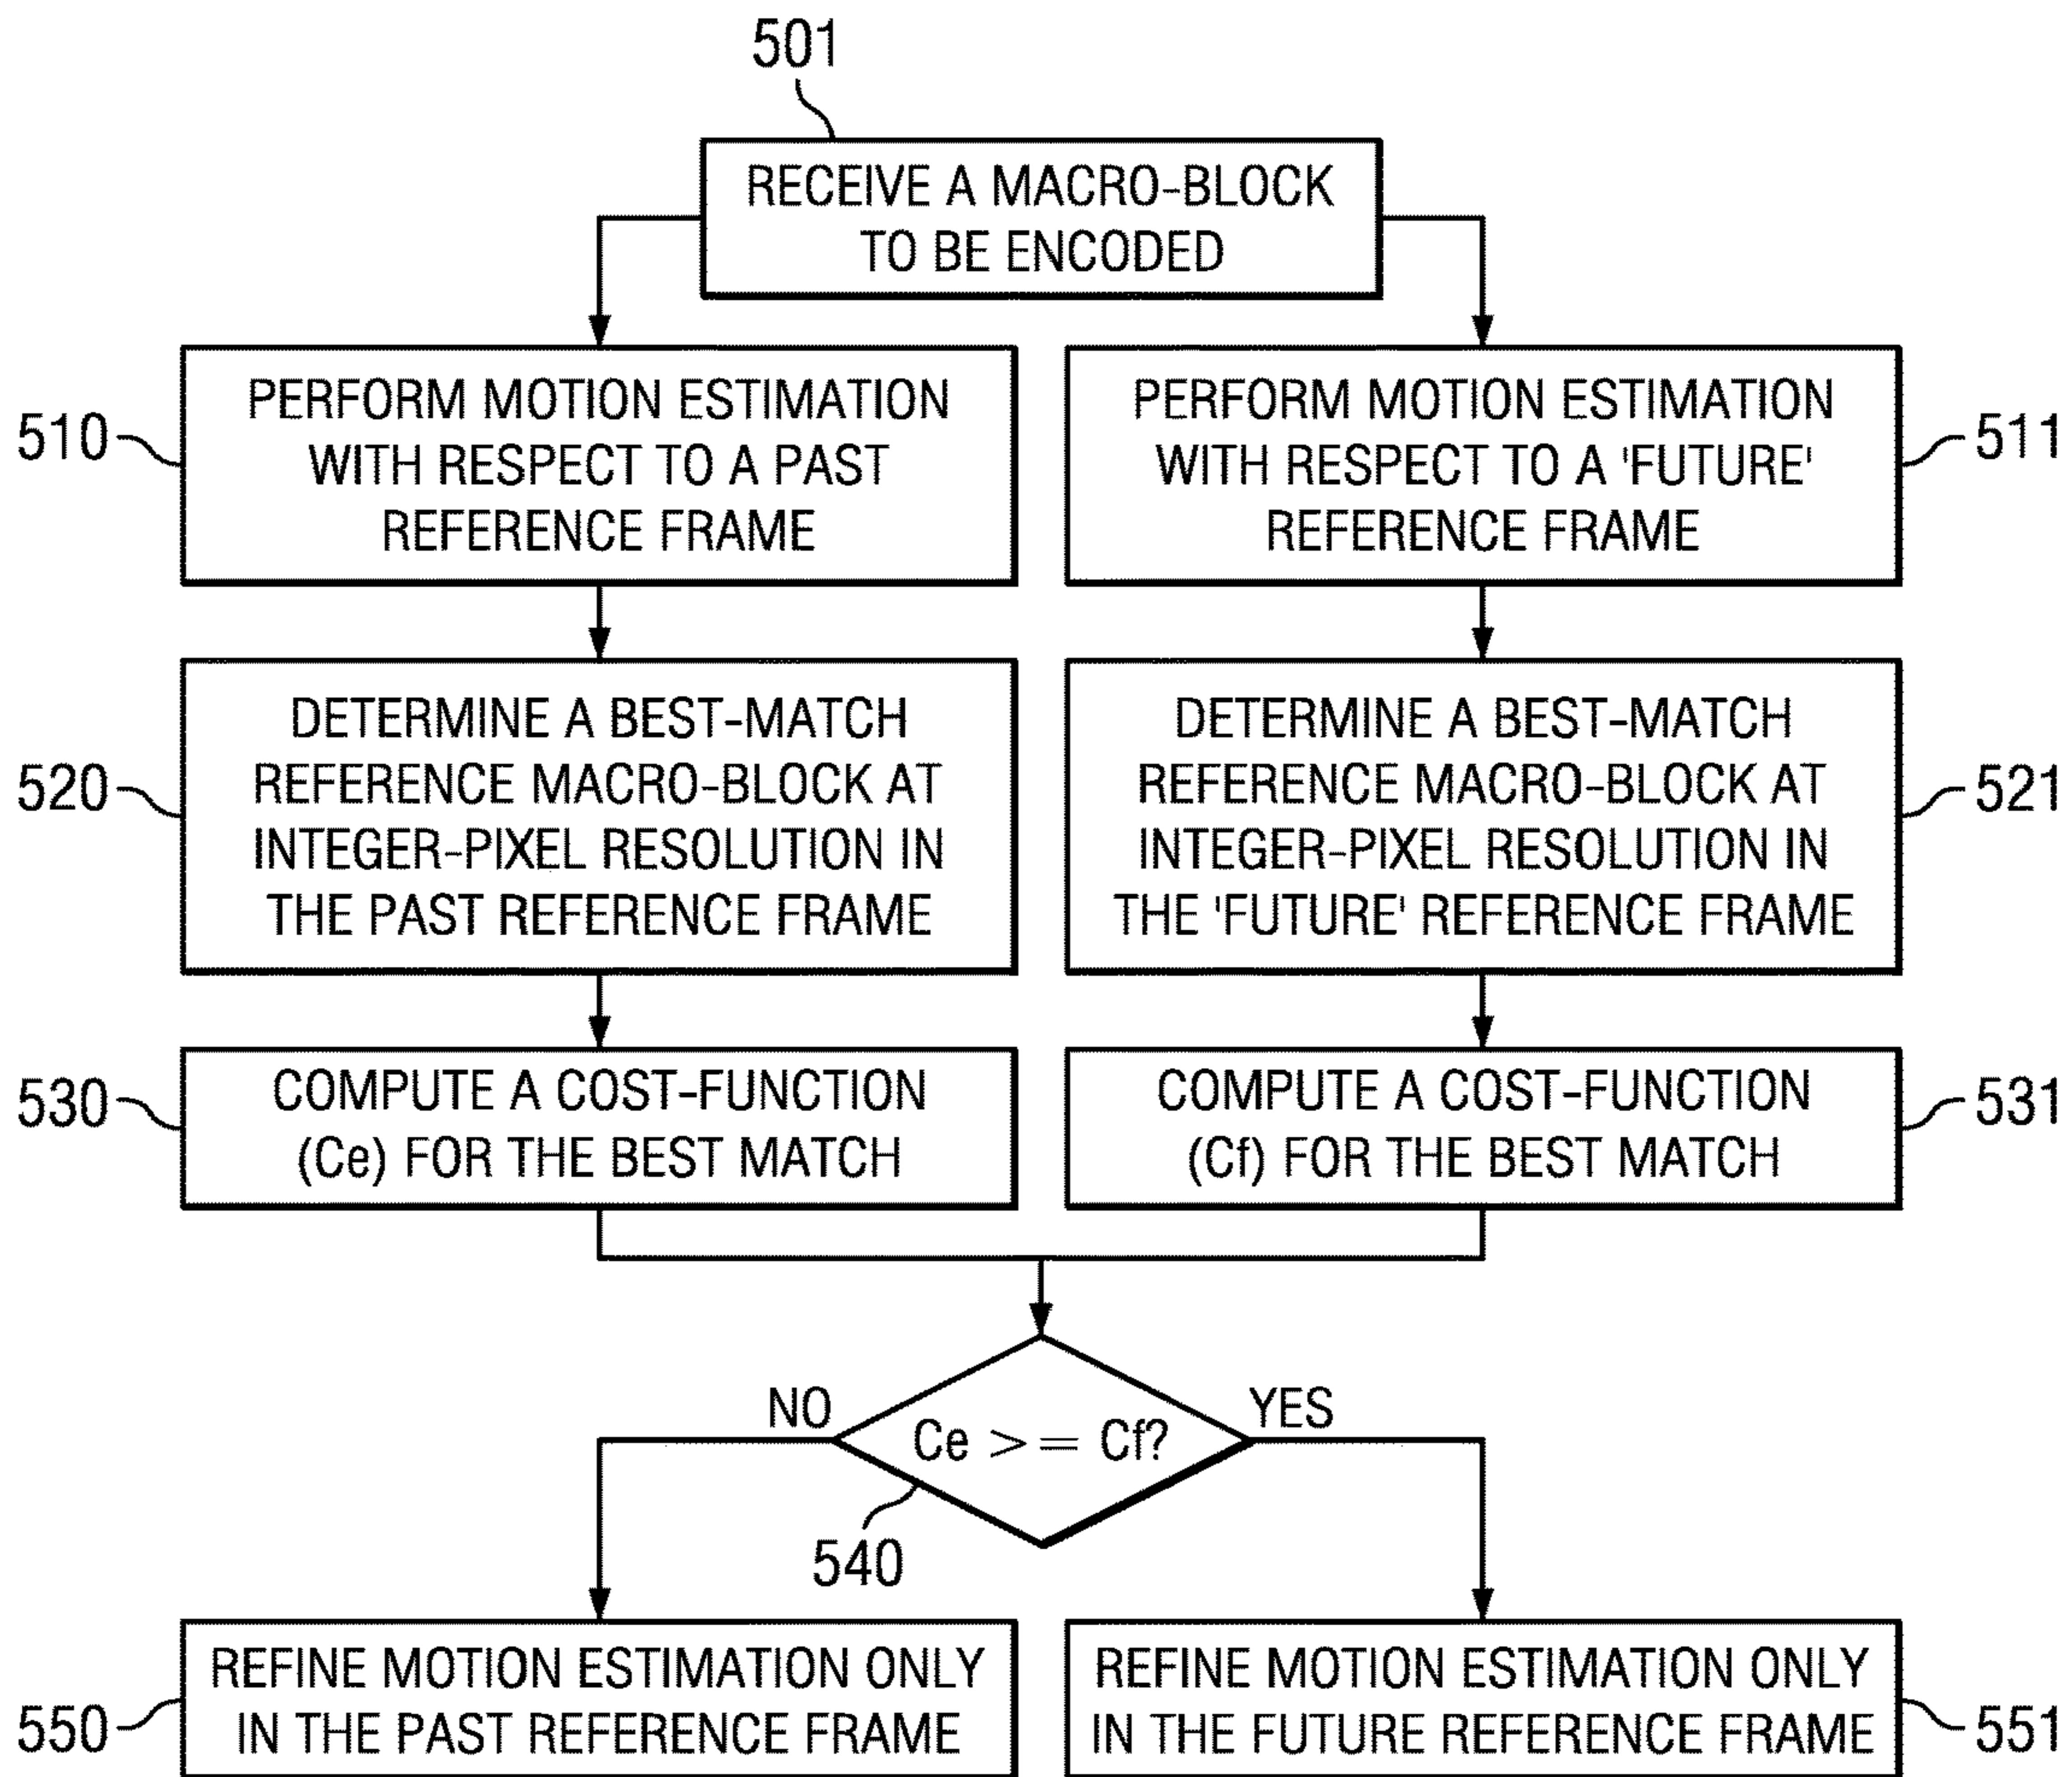 501
RECEIVE A MACRO-BLOCK
TO BE ENCODED
510
PERFORM MOTION ESTIMATION
WITH RESPECT TO A PAST
REFERENCE FRAME
PERFORM MOTION ESTIMATION
WITH RESPECT TO A 'FUTURE'
REFERENCE FRAME
511
520
DETERMINE A BEST-MATCH
REFERENCE MACRO-BLOCK AT
INTEGER-PIXEL RESOLUTION IN
THE PAST REFERENCE FRAME
DETERMINE A BEST-MATCH
REFERENCE MACRO-BLOCK AT
INTEGER-PIXEL RESOLUTION IN
THE 'FUTURE' REFERENCE FRAME
521
530
COMPUTE A COST-FUNCTION
(Ce) FOR THE BEST MATCH
COMPUTE A COST-FUNCTION
(Cf) FOR THE BEST MATCH
531
NO
Ce >= Cf?
YES
540
550
REFINE MOTION ESTIMATION ONLY
IN THE PAST REFERENCE FRAME
REFINE MOTION ESTIMATION ONLY
IN THE FUTURE REFERENCE FRAME
551